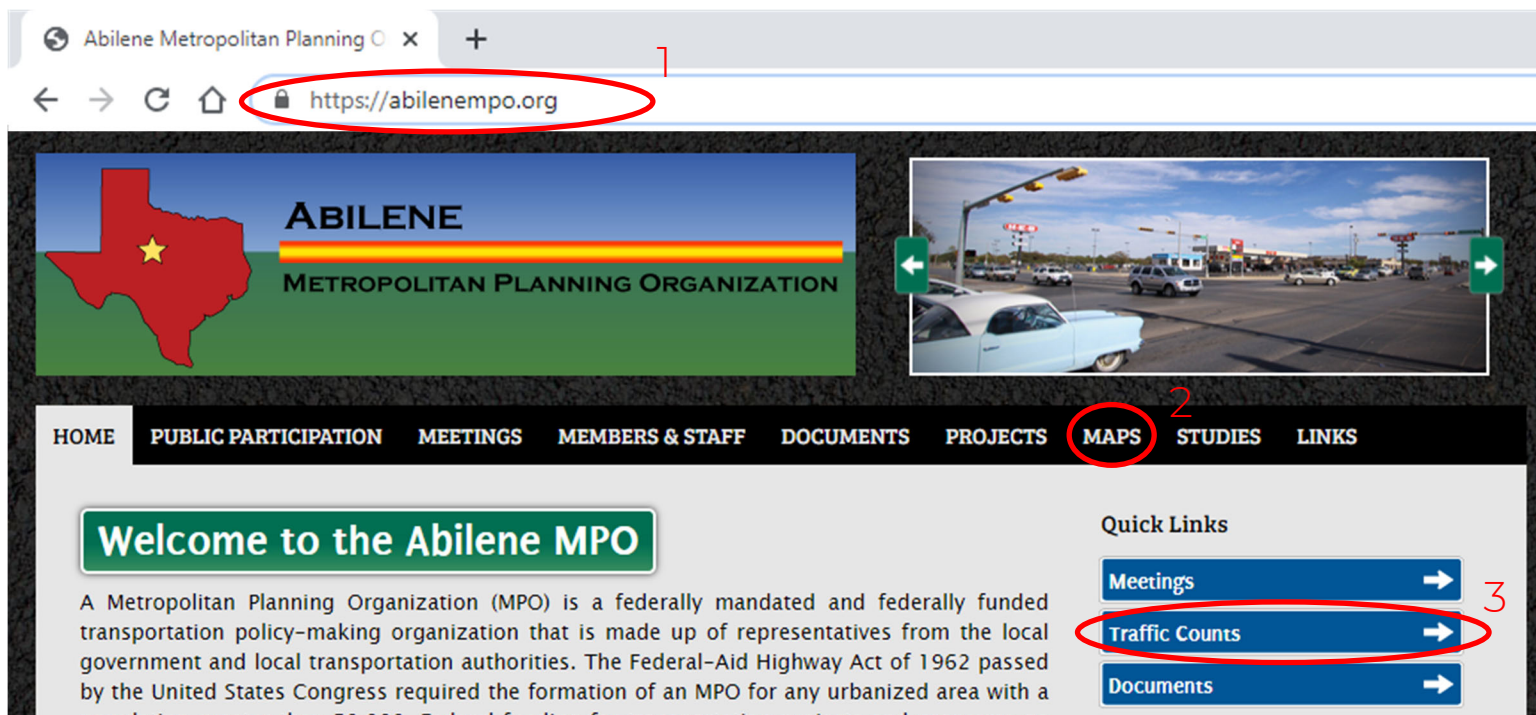 Abilene Metropolitan Planning O
1
https://abilenempo.org
ABILENE
METROPOLITAN PLANNING ORGANIZATION
2
HOME PUBLIC PARTICIPATION MEETINGS MEMBERS & STAFF DOCUMENTS PROJECTS MAPS STUDIES LINKS
Welcome to the Abilene MPO
A Metropolitan Planning Organization (MPO) is a federally mandated and federally funded
transportation policy-making organization that is made up of representatives from the local
government and local transportation authorities. The Federal-Aid Highway Act of 1962 passed
by the United States Congress required the formation of an MPO for any urbanized area with a
Quick Links
Meetings
3
Traffic Counts
Documents